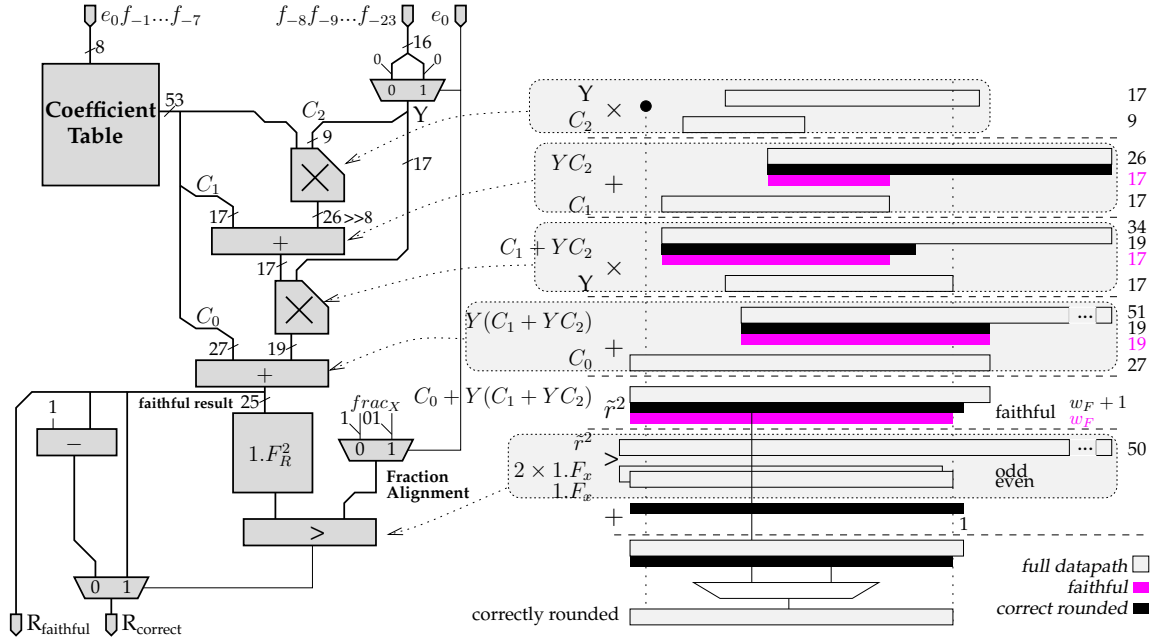 e₀f₋₁...f₋₇
f₋₈f₋₉...f₋₂₃
e₀
8
16
0
0
Coefficient
Table
53
0 1
C₂
Y
9
17
C₁
17
26 >>8
+
17
C₀
27
19
+
faithful result
25
1
−
1.F_R²
frac_X
1
01
0 1
Fraction
Alignment
>
0 1
R_faithful
R_correct
Y
×
C₂
17
9
YC₂
+
C₁
26
17
17
C₁ + YC₂
×
Y
34
19
17
17
Y(C₁ + YC₂)
+
C₀
...
51
19
19
27
C₀ + Y(C₁ + YC₂)
r̃²
faithful
w_F + 1
w_F
r̃²
>
2 × 1.F_x
1.F_x
...
50
odd
even
+
1
full datapath
faithful
correct rounded
correctly rounded